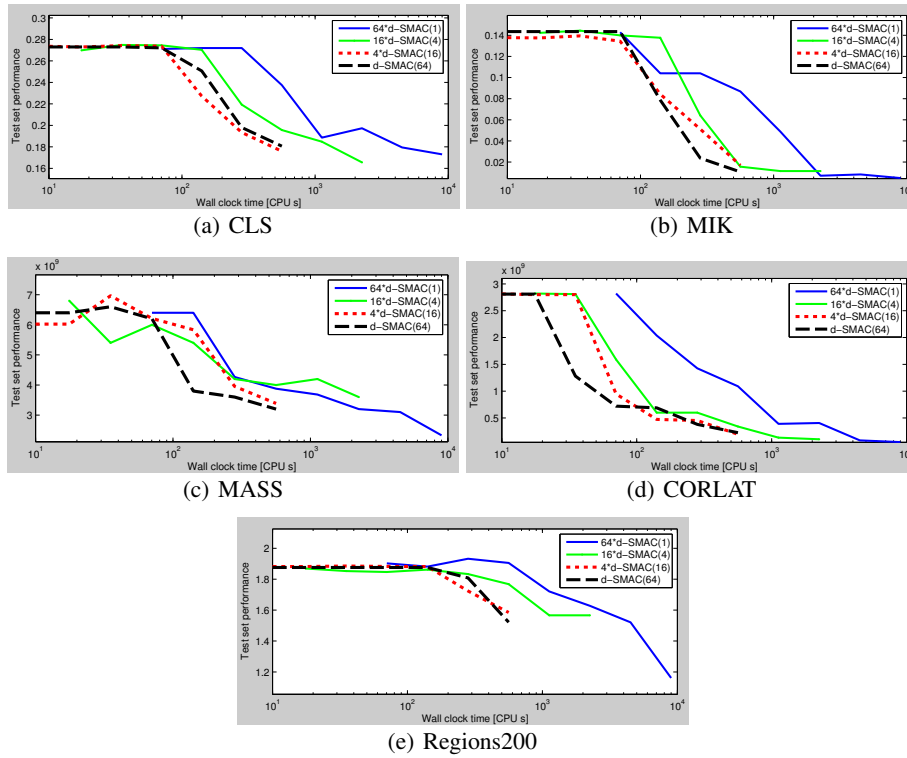 0.3
0.28
0.26
0.24
0.22
0.2
0.18
0.16
Test set performance
64*d−SMAC(1)
16*d−SMAC(4)
4*d−SMAC(16)
d−SMAC(64)
10^1 10^2 10^3 10^4
Wall clock time [CPU s]
(a) CLS
0.14
0.12
0.1
0.08
0.06
0.04
0.02
Test set performance
64*d−SMAC(1)
16*d−SMAC(4)
4*d−SMAC(16)
d−SMAC(64)
10^1 10^2 10^3 10
Wall clock time [CPU s]
(b) MIK
x 10^9
7
6
5
4
3
Test set performance
64*d−SMAC(1)
16*d−SMAC(4)
4*d−SMAC(16)
d−SMAC(64)
10^1 10^2 10^3 10^4
Wall clock time [CPU s]
(c) MASS
x 10^9
3
2.5
2
1.5
1
0.5
Test set performance
64*d−SMAC(1)
16*d−SMAC(4)
4*d−SMAC(16)
d−SMAC(64)
10^1 10^2 10^3 10
Wall clock time [CPU s]
(d) CORLAT
2
1.8
1.6
1.4
1.2
Test set performance
64*d−SMAC(1)
16*d−SMAC(4)
4*d−SMAC(16)
d−SMAC(64)
10^1 10^2 10^3 10^4
Wall clock time [CPU s]
(e) Regions200